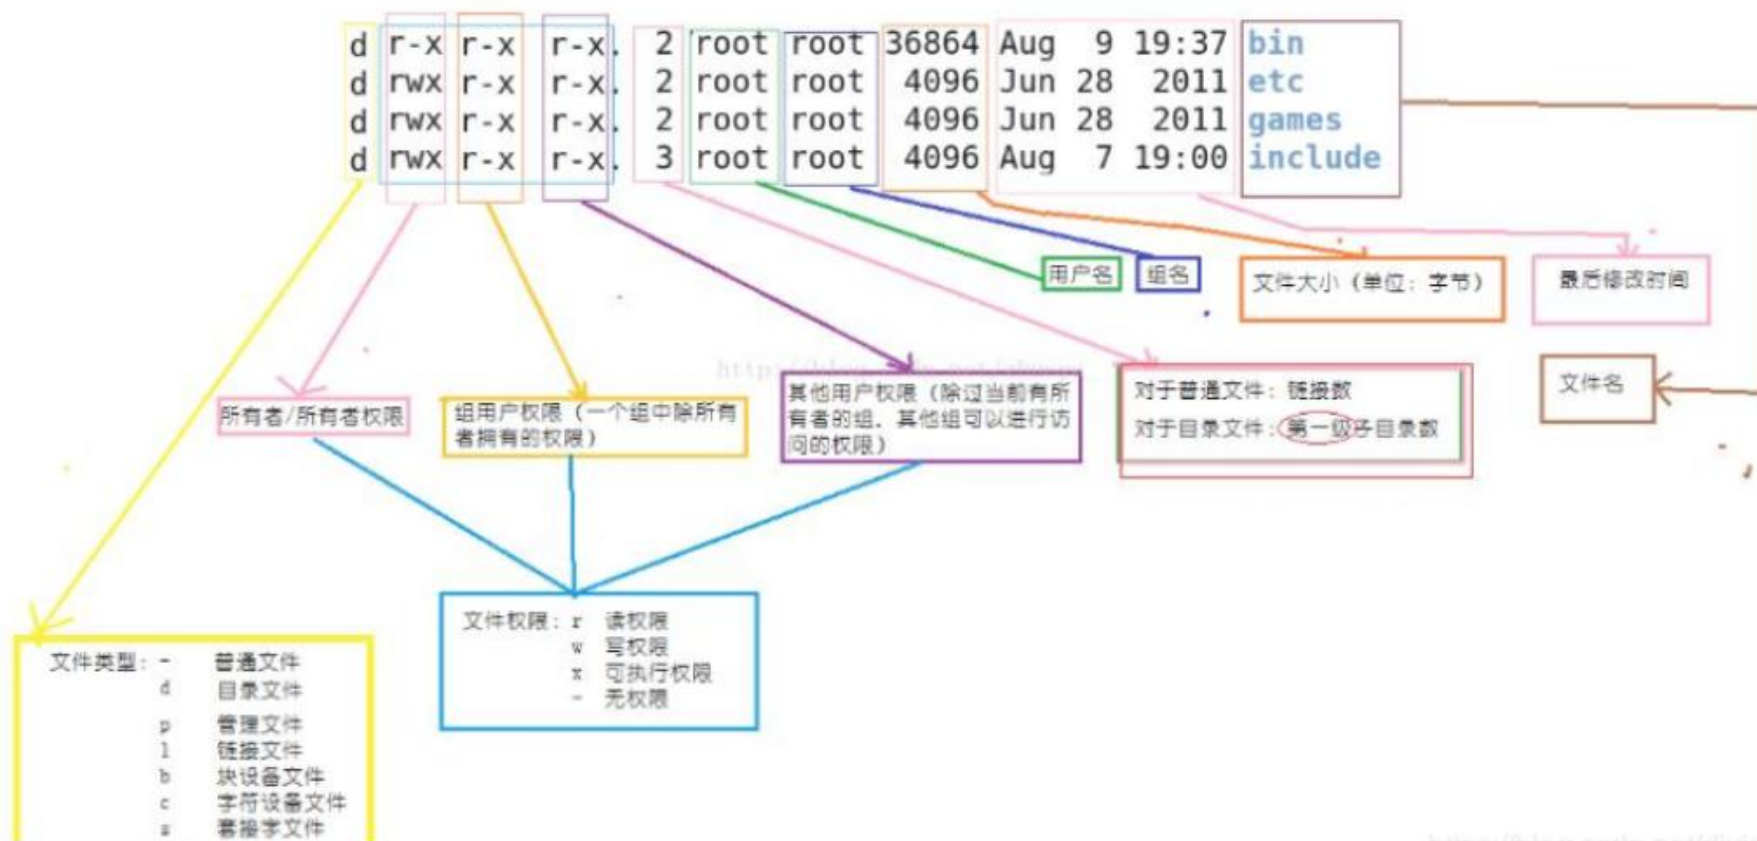 d r-x r-x r-x. 2 root root 36864 Aug 9 19:37 bin
d rwx r-x r-x. 2 root root 4096 Jun 28 2011 etc
d rwx r-x r-x. 2 root root 4096 Jun 28 2011 games
d rwx r-x r-x. 3 root root 4096 Aug 7 19:00 include
用户名
组名
文件大小（单位：字节）
最后修改时间
所有者/所有者权限
组用户权限（一个组中除所有
者拥有的权限）
其他用户权限（除过当前有所
有者的组，其他组可以进行访
问的权限）
对于普通文件：链接数
对于目录文件：第一级子目录数
文件名
文件权限：r 读权限
w 写权限
x 可执行权限
- 无权限
文件类型：- 普通文件
d 目录文件
p 管理文件
l 链接文件
b 块设备文件
c 字符设备文件
s 套接字文件